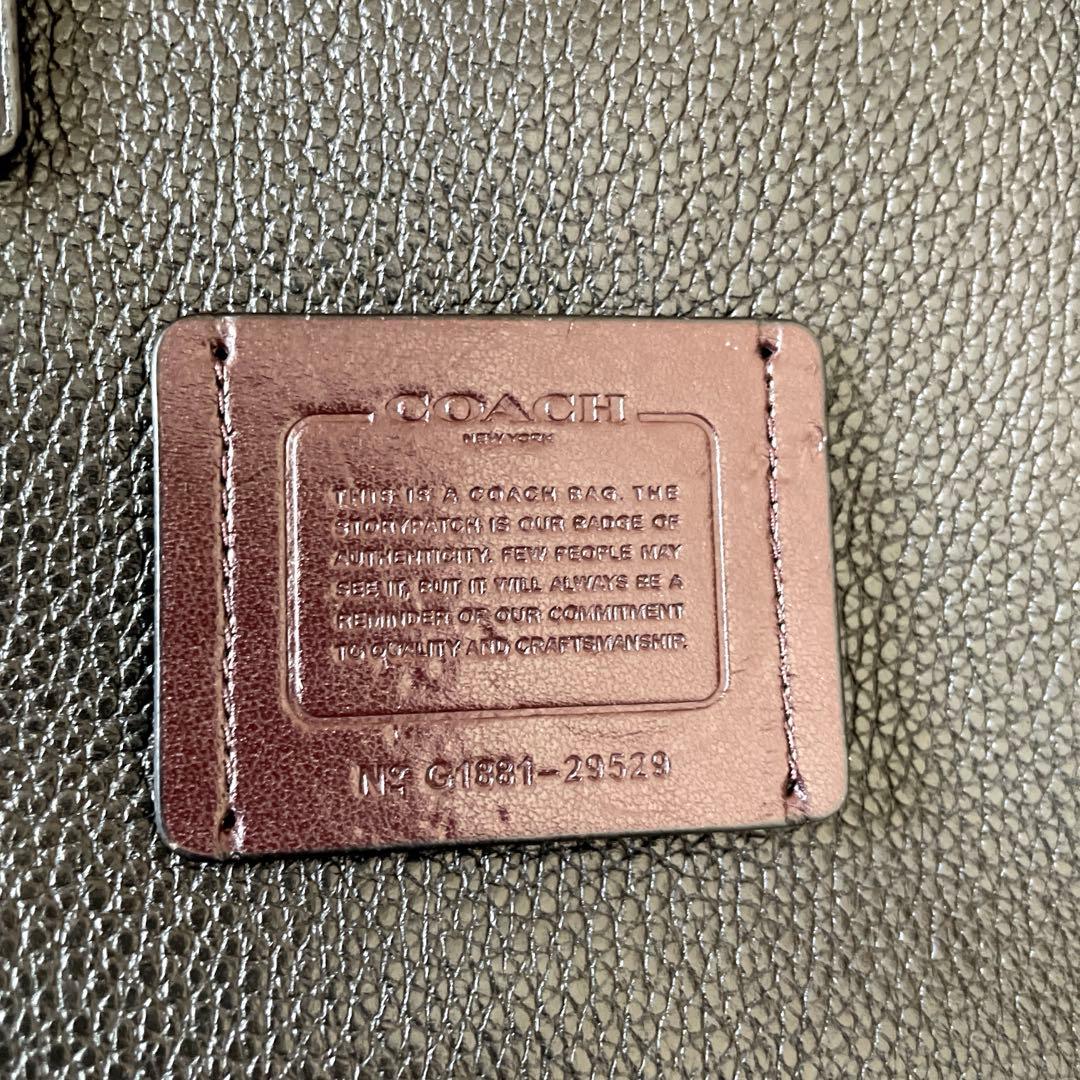 COACH
NEW YORK
THIS IS A COACH BAG. THE
STORYPATCH IS OUR BADGE OF
AUTHENTICITY. FEW PEOPLE MAY
SEE IT, BUT IT WILL ALWAYS BE A
REMINDER OF OUR COMMITMENT
TO QUALITY AND CRAFTSMANSHIP.
Nº G1881-29529